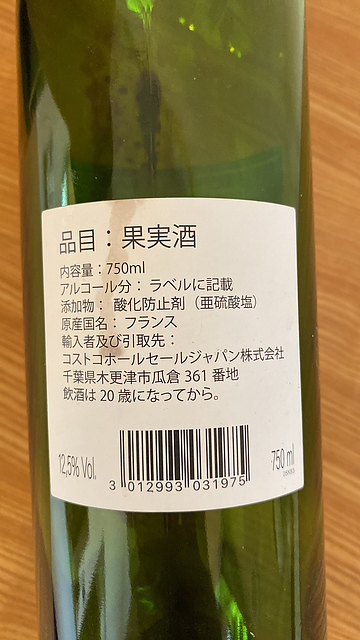 品目：果実酒
内容量：750ml
アルコール分：ラベルに記載
添加物： 酸化防止剤（亜硫酸塩）
原産国名：フランス
輸入者及び引取先：
コストコホールセールジャパン株式会社
千葉県木更津市瓜倉 361 番地
飲酒は 20 歳になってから。
12,5% Vol.
750 ml
3 012993 031975